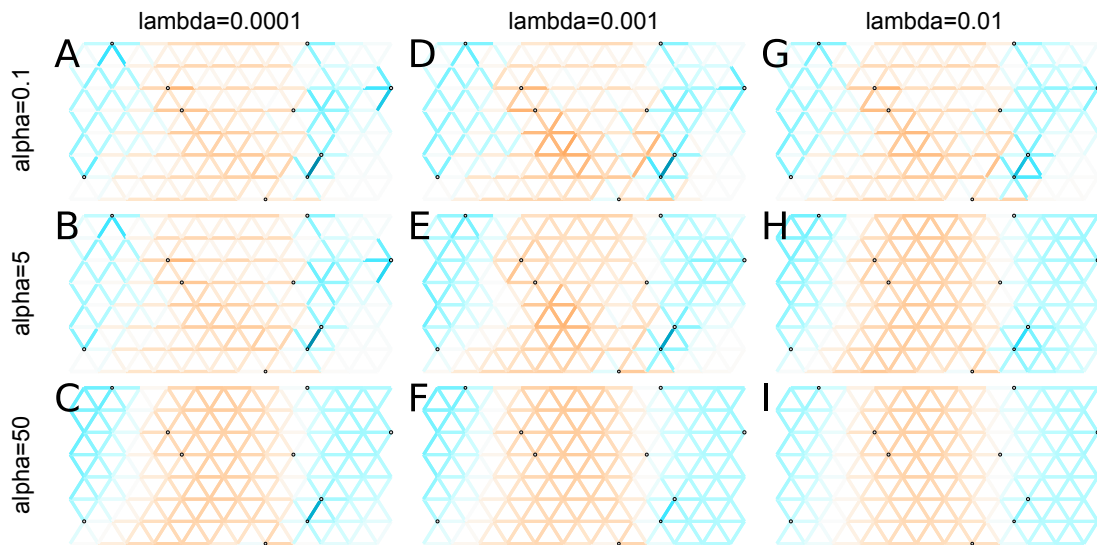 lambda=0.0001 lambda=0.001 lambda=0.01
alpha=0.1
A D G
alpha=5
B E H
alpha=50
C F I